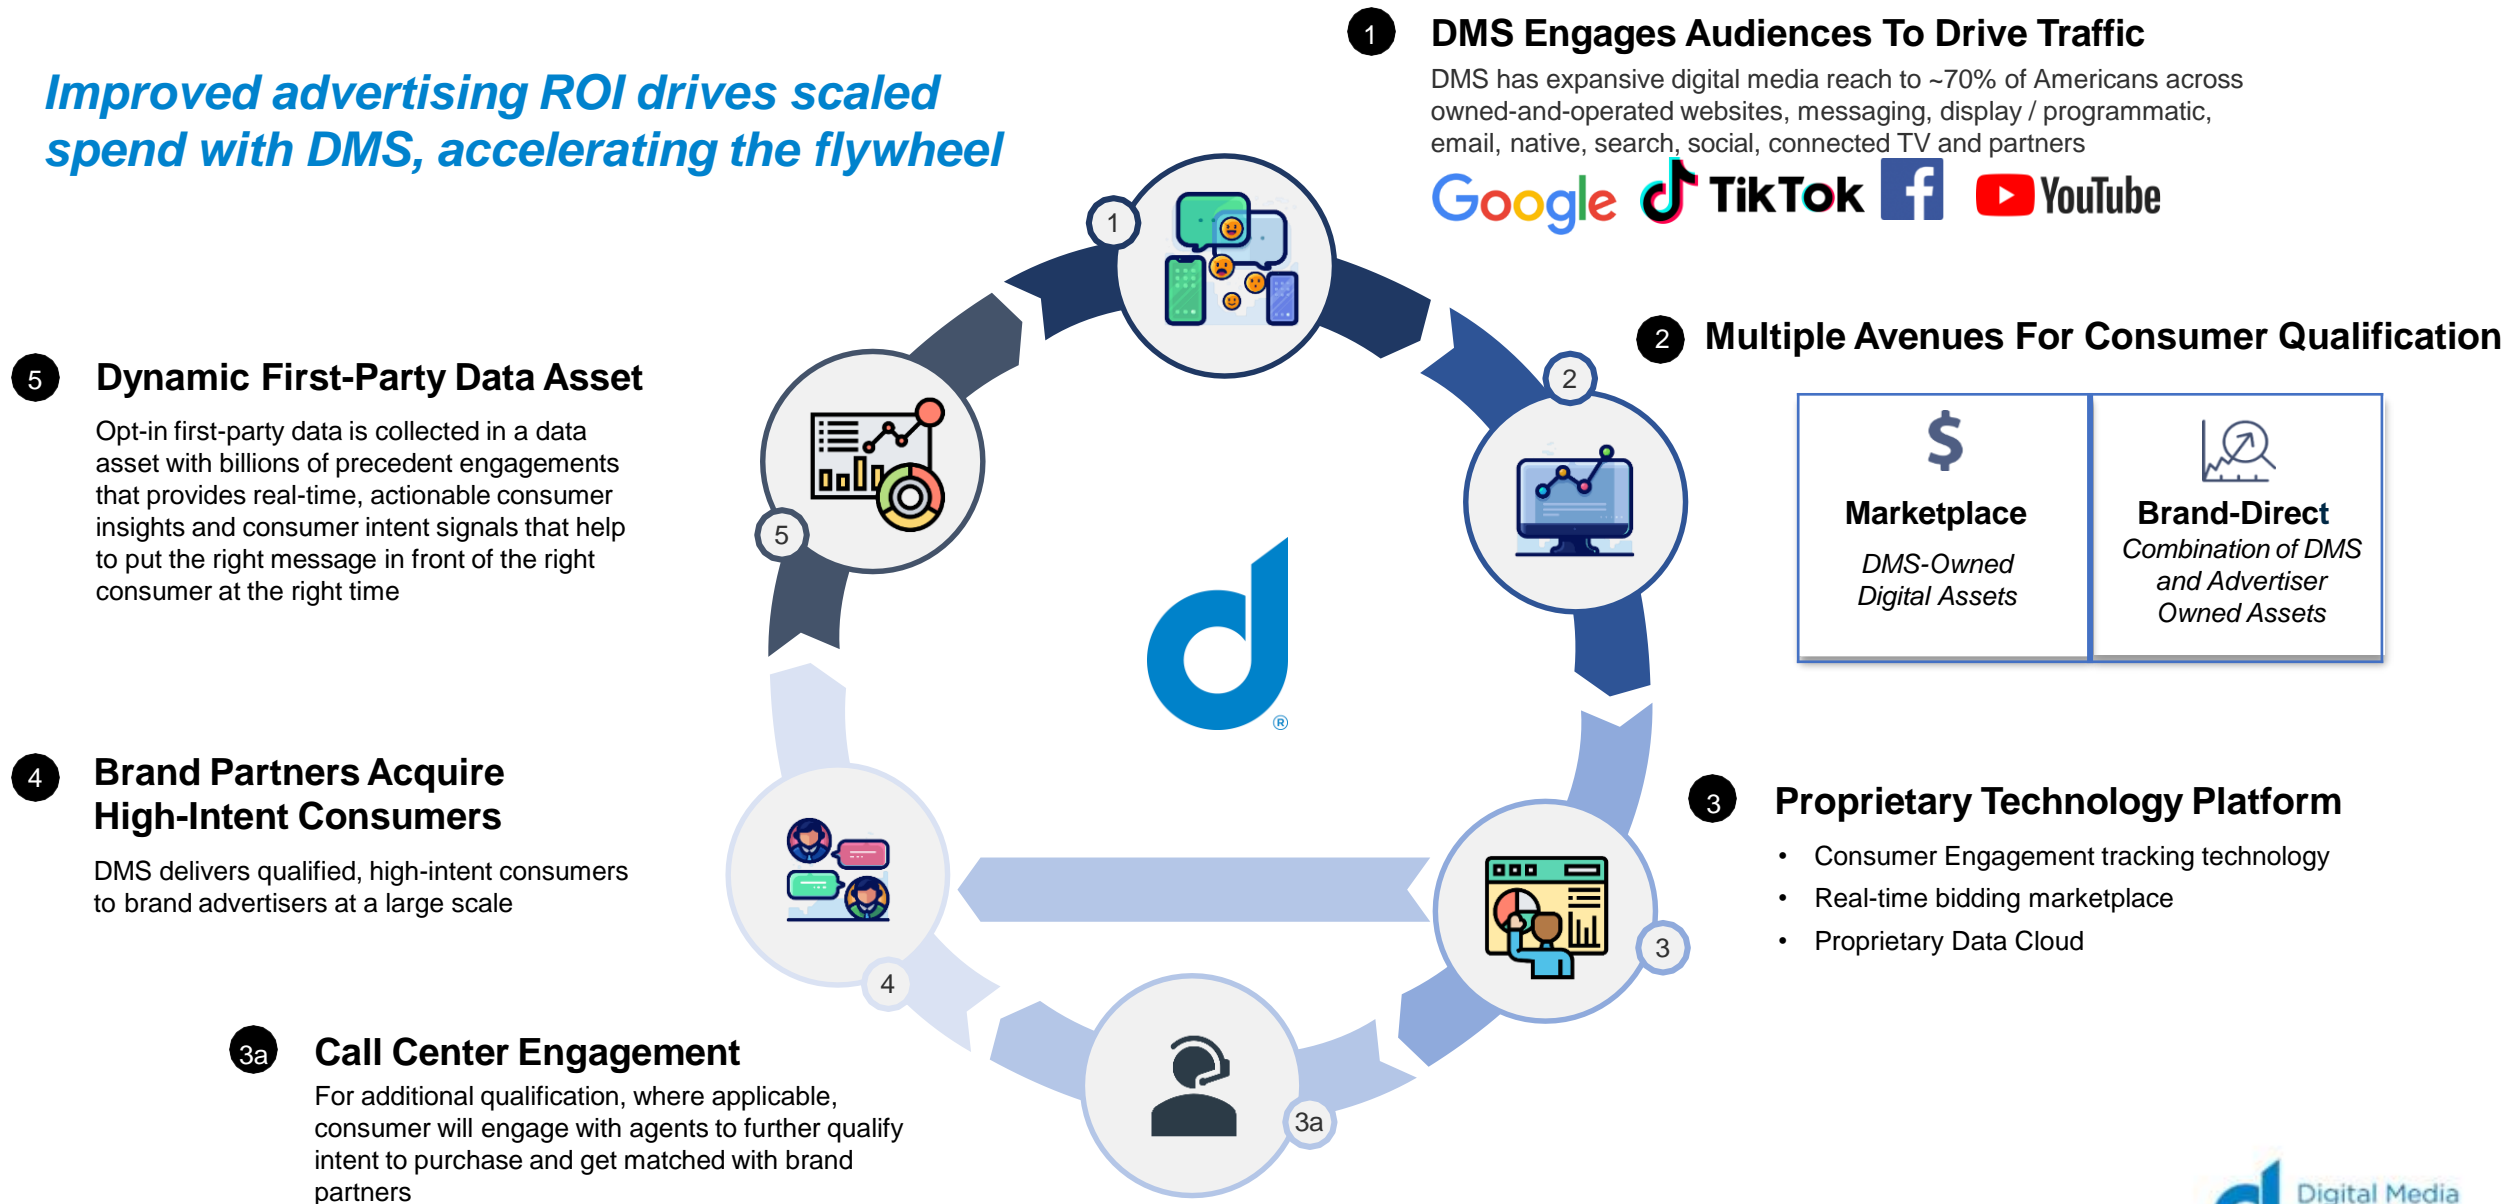 Improved advertising ROI drives scaled
spend with DMS, accelerating the flywheel
1
DMS Engages Audiences To Drive Traffic
DMS has expansive digital media reach to ~70% of Americans across
owned-and-operated websites, messaging, display / programmatic,
email, native, search, social, connected TV and partners
Google TikTok f YouTube
2
Multiple Avenues For Consumer Qualification
$
Marketplace
DMS-Owned
Digital Assets
Brand-Direct
Combination of DMS
and Advertiser
Owned Assets
3
Proprietary Technology Platform
• Consumer Engagement tracking technology
• Real-time bidding marketplace
• Proprietary Data Cloud
3a
Call Center Engagement
For additional qualification, where applicable,
consumer will engage with agents to further qualify
intent to purchase and get matched with brand
partners
4
Brand Partners Acquire
High-Intent Consumers
DMS delivers qualified, high-intent consumers
to brand advertisers at a large scale
5
Dynamic First-Party Data Asset
Opt-in first-party data is collected in a data
asset with billions of precedent engagements
that provides real-time, actionable consumer
insights and consumer intent signals that help
to put the right message in front of the right
consumer at the right time
1
2
3
3a
4
5
d
®
Digital Media